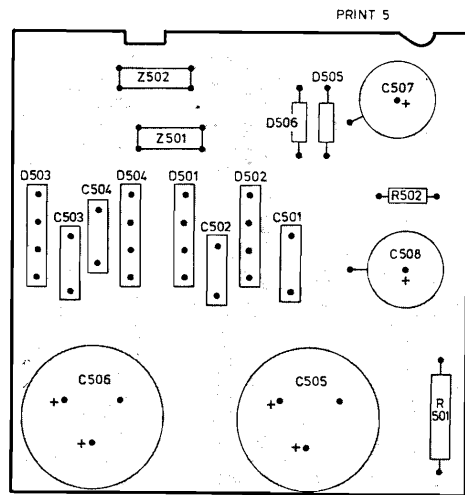 PRINT 5
Z502
D505
C507
+
D506
Z501
D503
C504
D504
D501
D502
R502
C503
C502
C501
C508
+
C506
C505
+
+
R
501
+
+